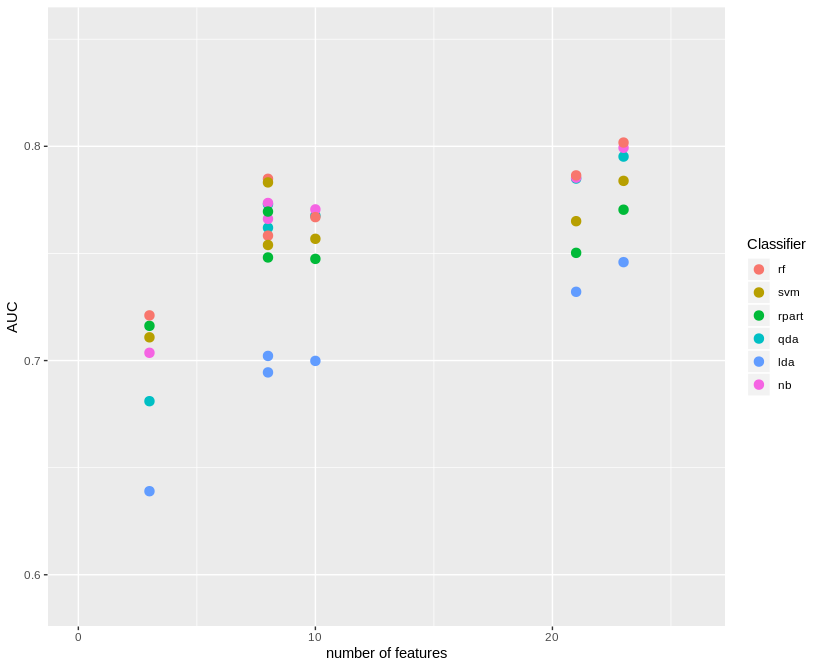 AUC
0.8
0.7
0.6
0
10
20
number of features
Classifier
rf
svm
rpart
qda
lda
nb